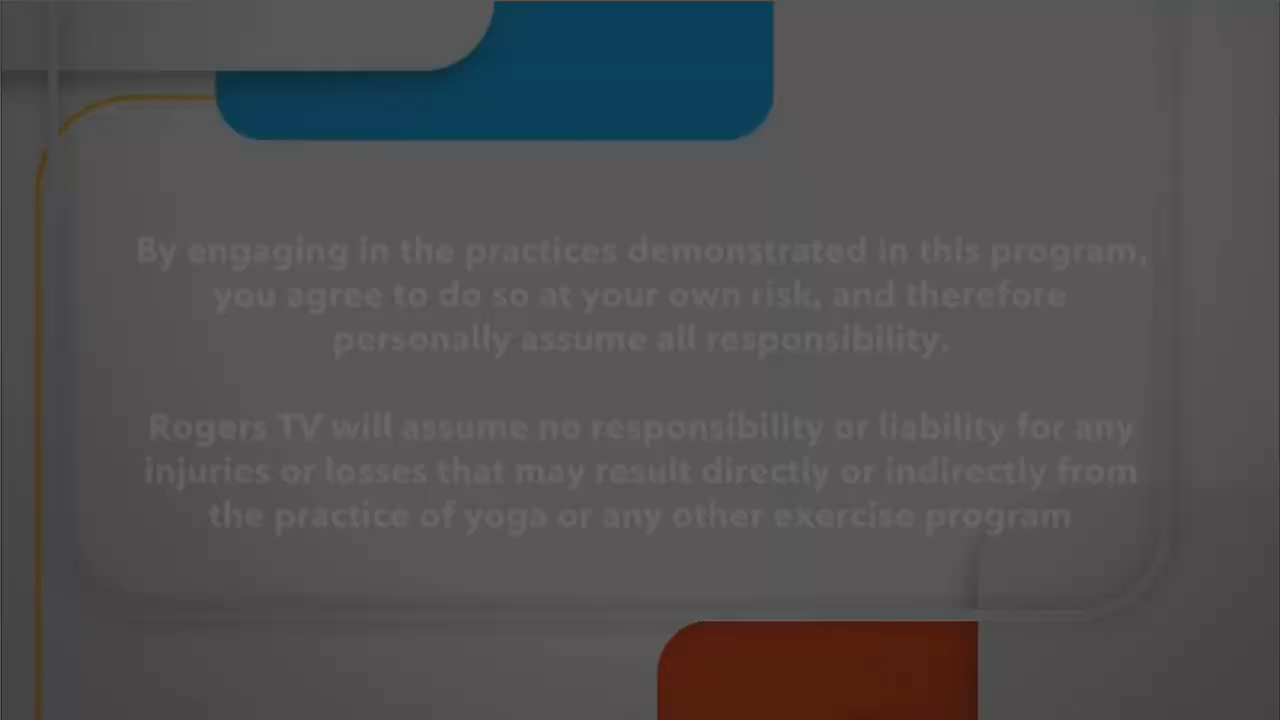 By engaging in the practices demonstrated in this program,
you agree to do so at your own risk, and therefore
personally assume all responsibility.
Rogers TV will assume no responsibility or liability for any
injuries or losses that may result directly or indirectly from
the practice of yoga or any other exercise program